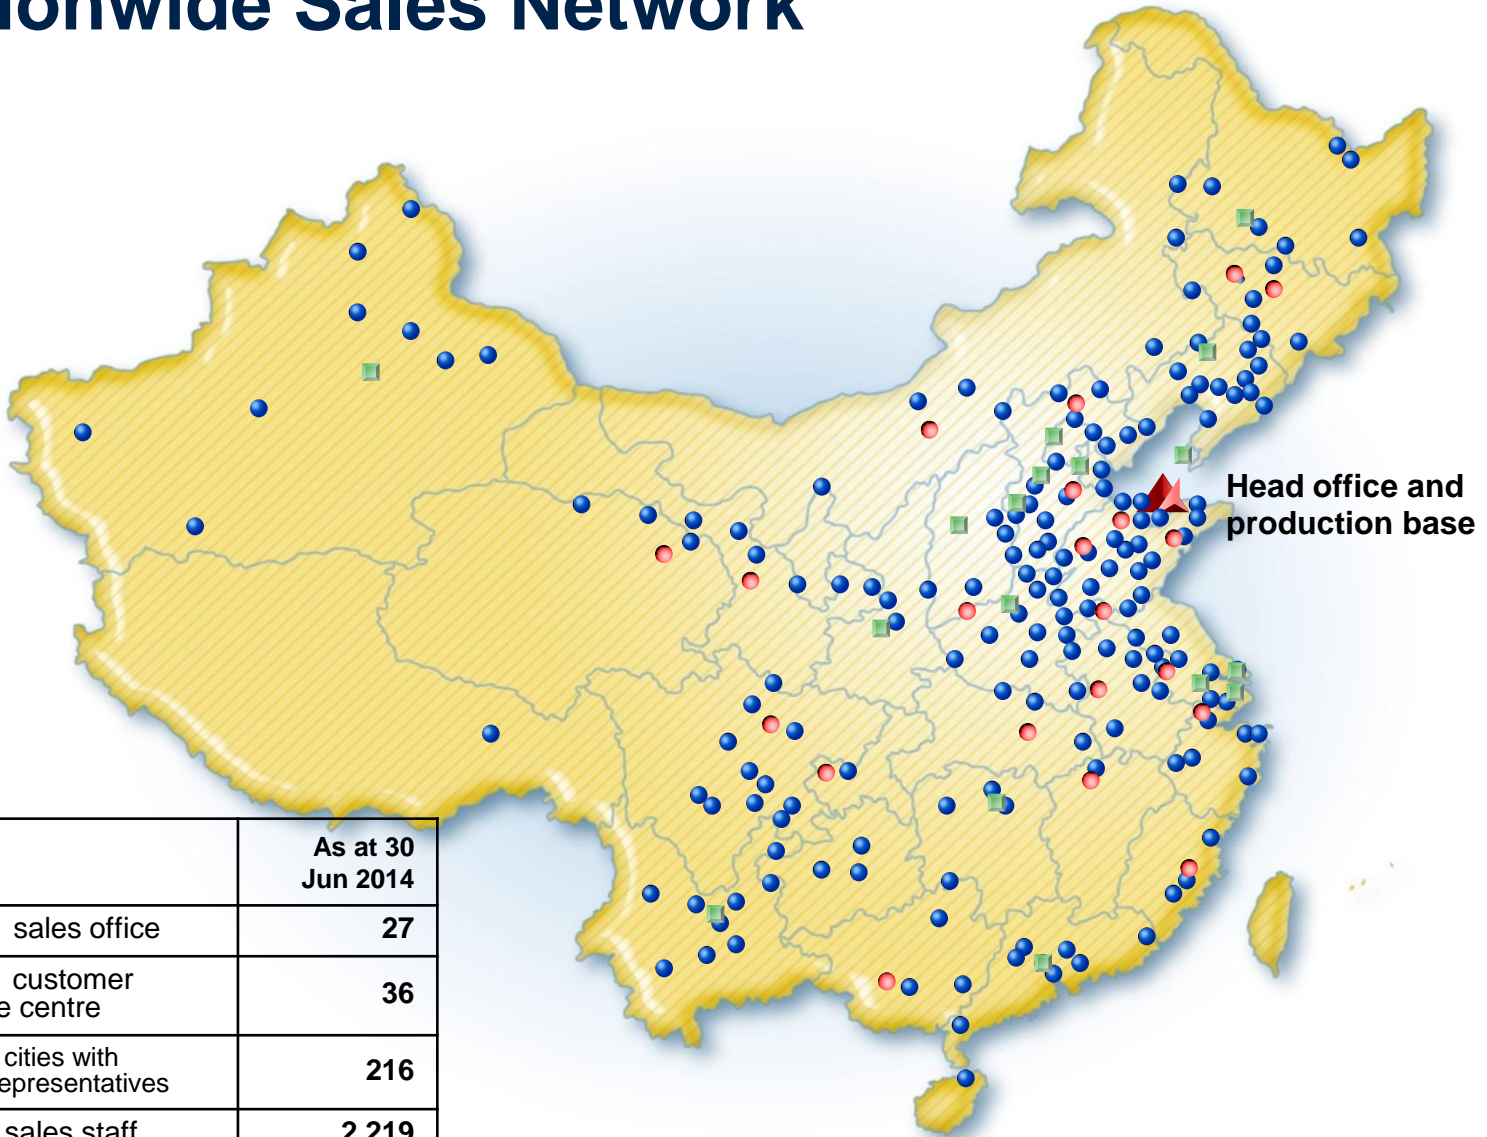 onwide Sales Network
Head office and
production base
As at 30
Jun 2014
sales office 27
customer
e centre 36
cities with
epresentatives 216
sales staff 2,219